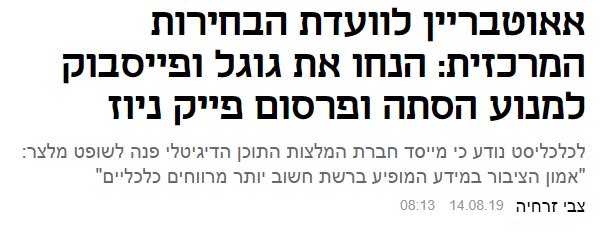 אאוטבריין לוועדת הבחירות
המרכזית: הנחו את גוגל ופייסבוק
למנוע הסתה ופרסום פייק ניוז
לכלכליסט נודע כי מייסד חברת המלצות התוכן הדיגיטלי פנה לשופט מלצר:
"אמון הציבור במידע המופיע ברשת חשוב יותר מרווחים כלכליים"
צבי זרחיה 14.08.19 08:13